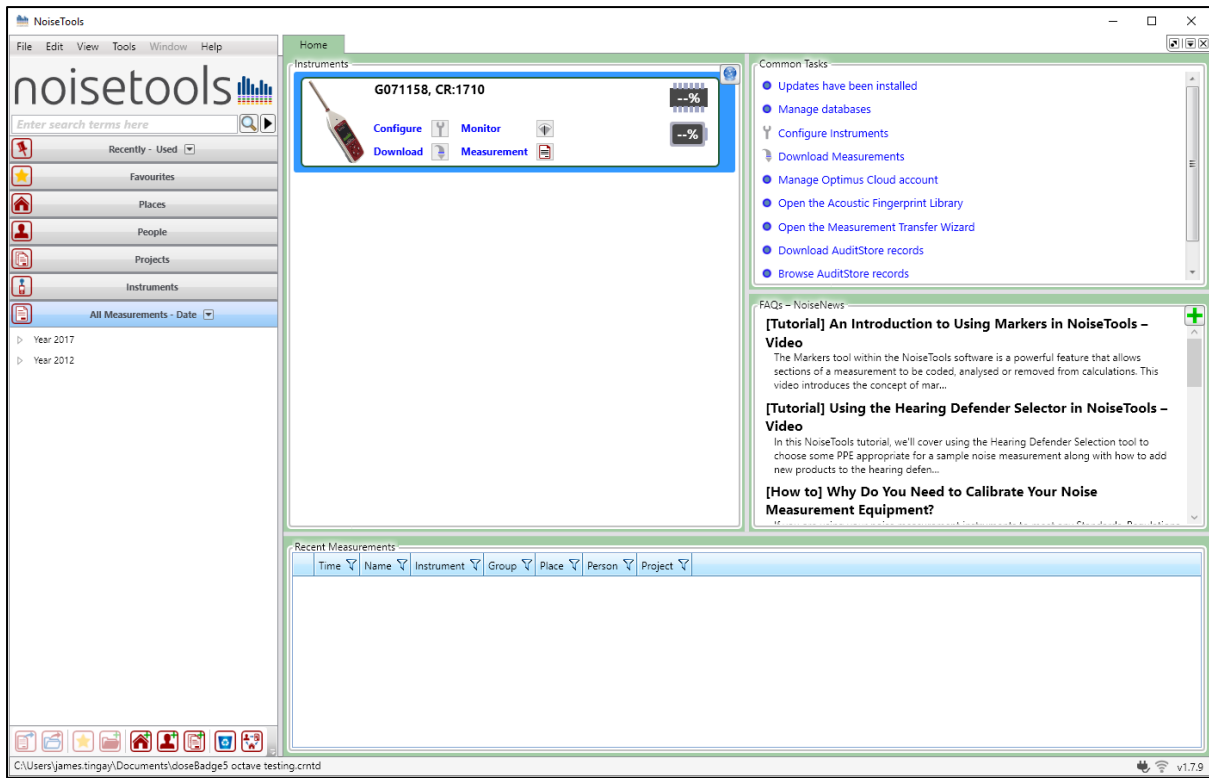 NoiseTools
File Edit View Tools Window Help
noisetools
Enter search terms here
Recently - Used
Favourites
Places
People
Projects
Instruments
All Measurements - Date
Year 2017
Year 2012
Home
Instruments
G071158, CR:1710
--%
Configure Monitor
--%
Download Measurement
Common Tasks
Updates have been installed
Manage databases
Configure Instruments
Download Measurements
Manage Optimus Cloud account
Open the Acoustic Fingerprint Library
Open the Measurement Transfer Wizard
Download AuditStore records
Browse AuditStore records
FAQs – NoiseNews
[Tutorial] An Introduction to Using Markers in NoiseTools –
Video
The Markers tool within the NoiseTools software is a powerful feature that allows
sections of a measurement to be coded, analysed or removed from calculations. This
video introduces the concept of mar...
[Tutorial] Using the Hearing Defender Selector in NoiseTools –
Video
In this NoiseTools tutorial, we'll cover using the Hearing Defender Selection tool to
choose some PPE appropriate for a sample noise measurement along with how to add
new products to the hearing defen...
[How to] Why Do You Need to Calibrate Your Noise
Measurement Equipment?
Recent Measurements
Time Name Instrument Group Place Person Project
C:\Users\james.tingay\Documents\doseBadge5 octave testing.cmtd
v1.7.9